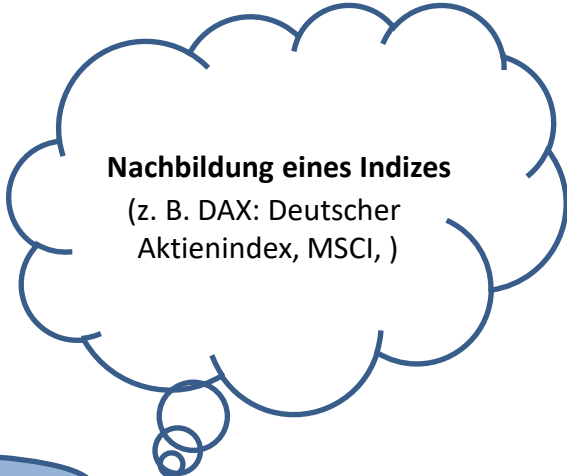 Nachbildung eines Indizes
(z. B. DAX: Deutscher
Aktienindex, MSCI, )